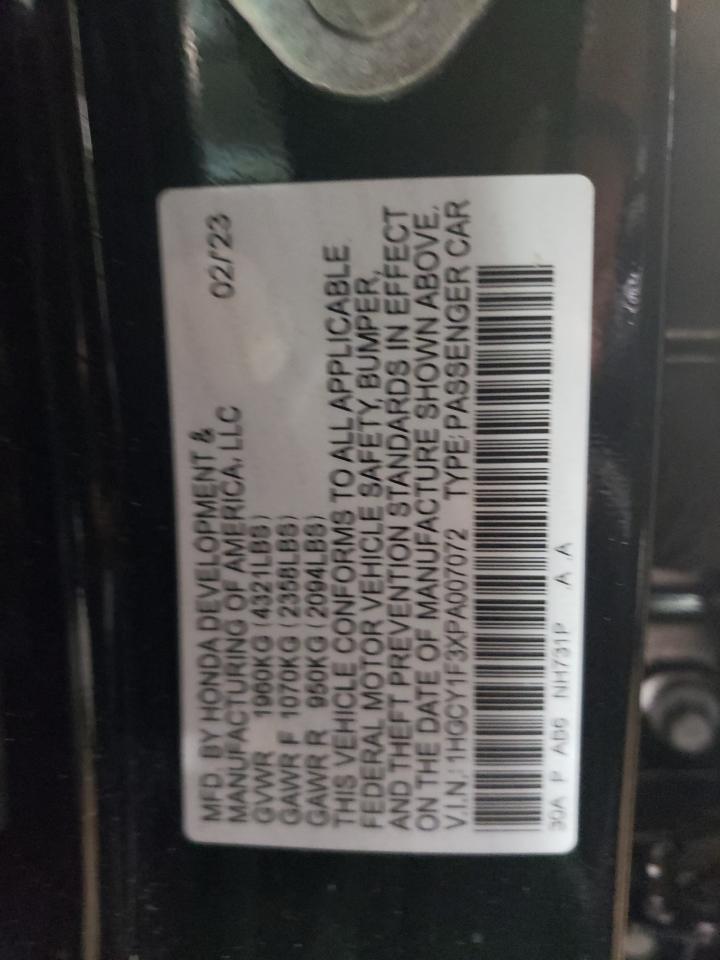 MFD. BY HONDA DEVELOPMENT &
MANUFACTURING OF AMERICA, LLC 02/'23
GVWR 1960KG (4321LBS)
GAWR F 1070KG (2358LBS)
GAWR R 950KG (2094LBS)
THIS VEHICLE CONFORMS TO ALL APPLICABLE
FEDERAL MOTOR VEHICLE SAFETY, BUMPER,
AND THEFT PREVENTION STANDARDS IN EFFECT
ON THE DATE OF MANUFACTURE SHOWN ABOVE.
V.I.N.: 1HGCY1F3XPA007072 TYPE:PASSENGER CAR
30A P AB6 NH731P A A